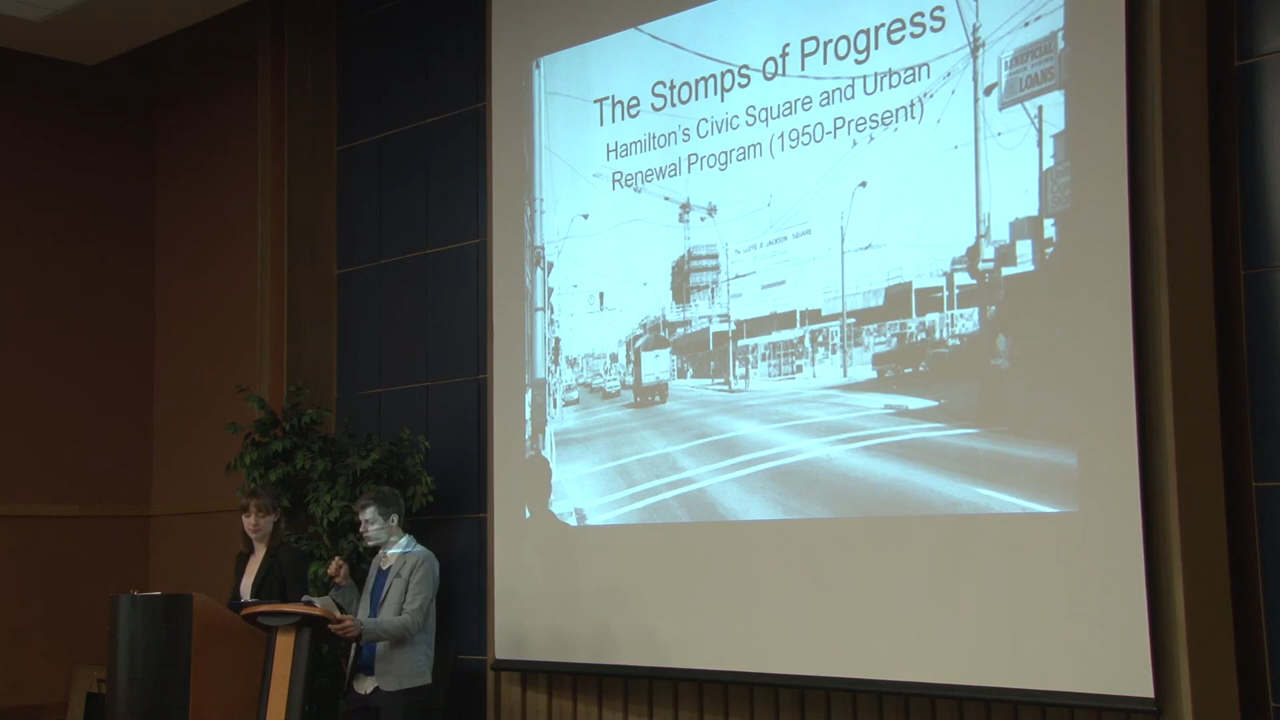 The Stomps of Progress
Hamilton's Civic Square and Urban
Renewal Program (1950-Present)
BENEFICIAL
LOANS
LLOYD D JACKSON SQUARE